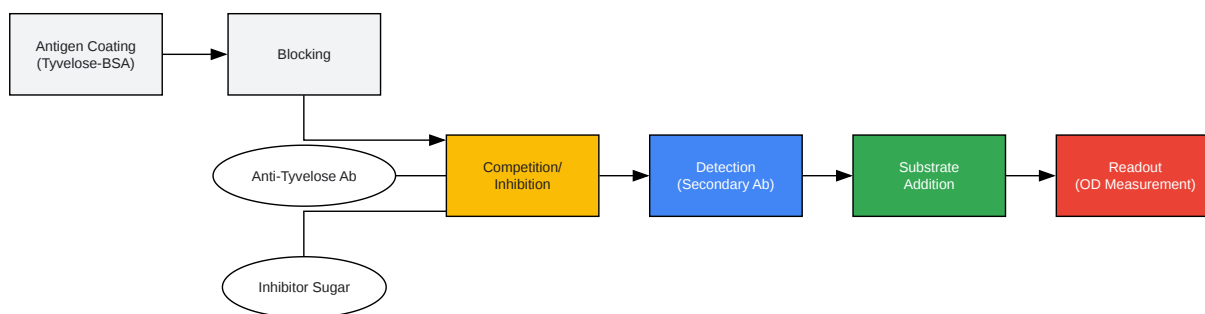 Antigen Coating
(Tyvelose-BSA)
Blocking
Anti-Tyvelose Ab
Inhibitor Sugar
Competition/
Inhibition
Detection
(Secondary Ab)
Substrate
Addition
Readout
(OD Measurement)